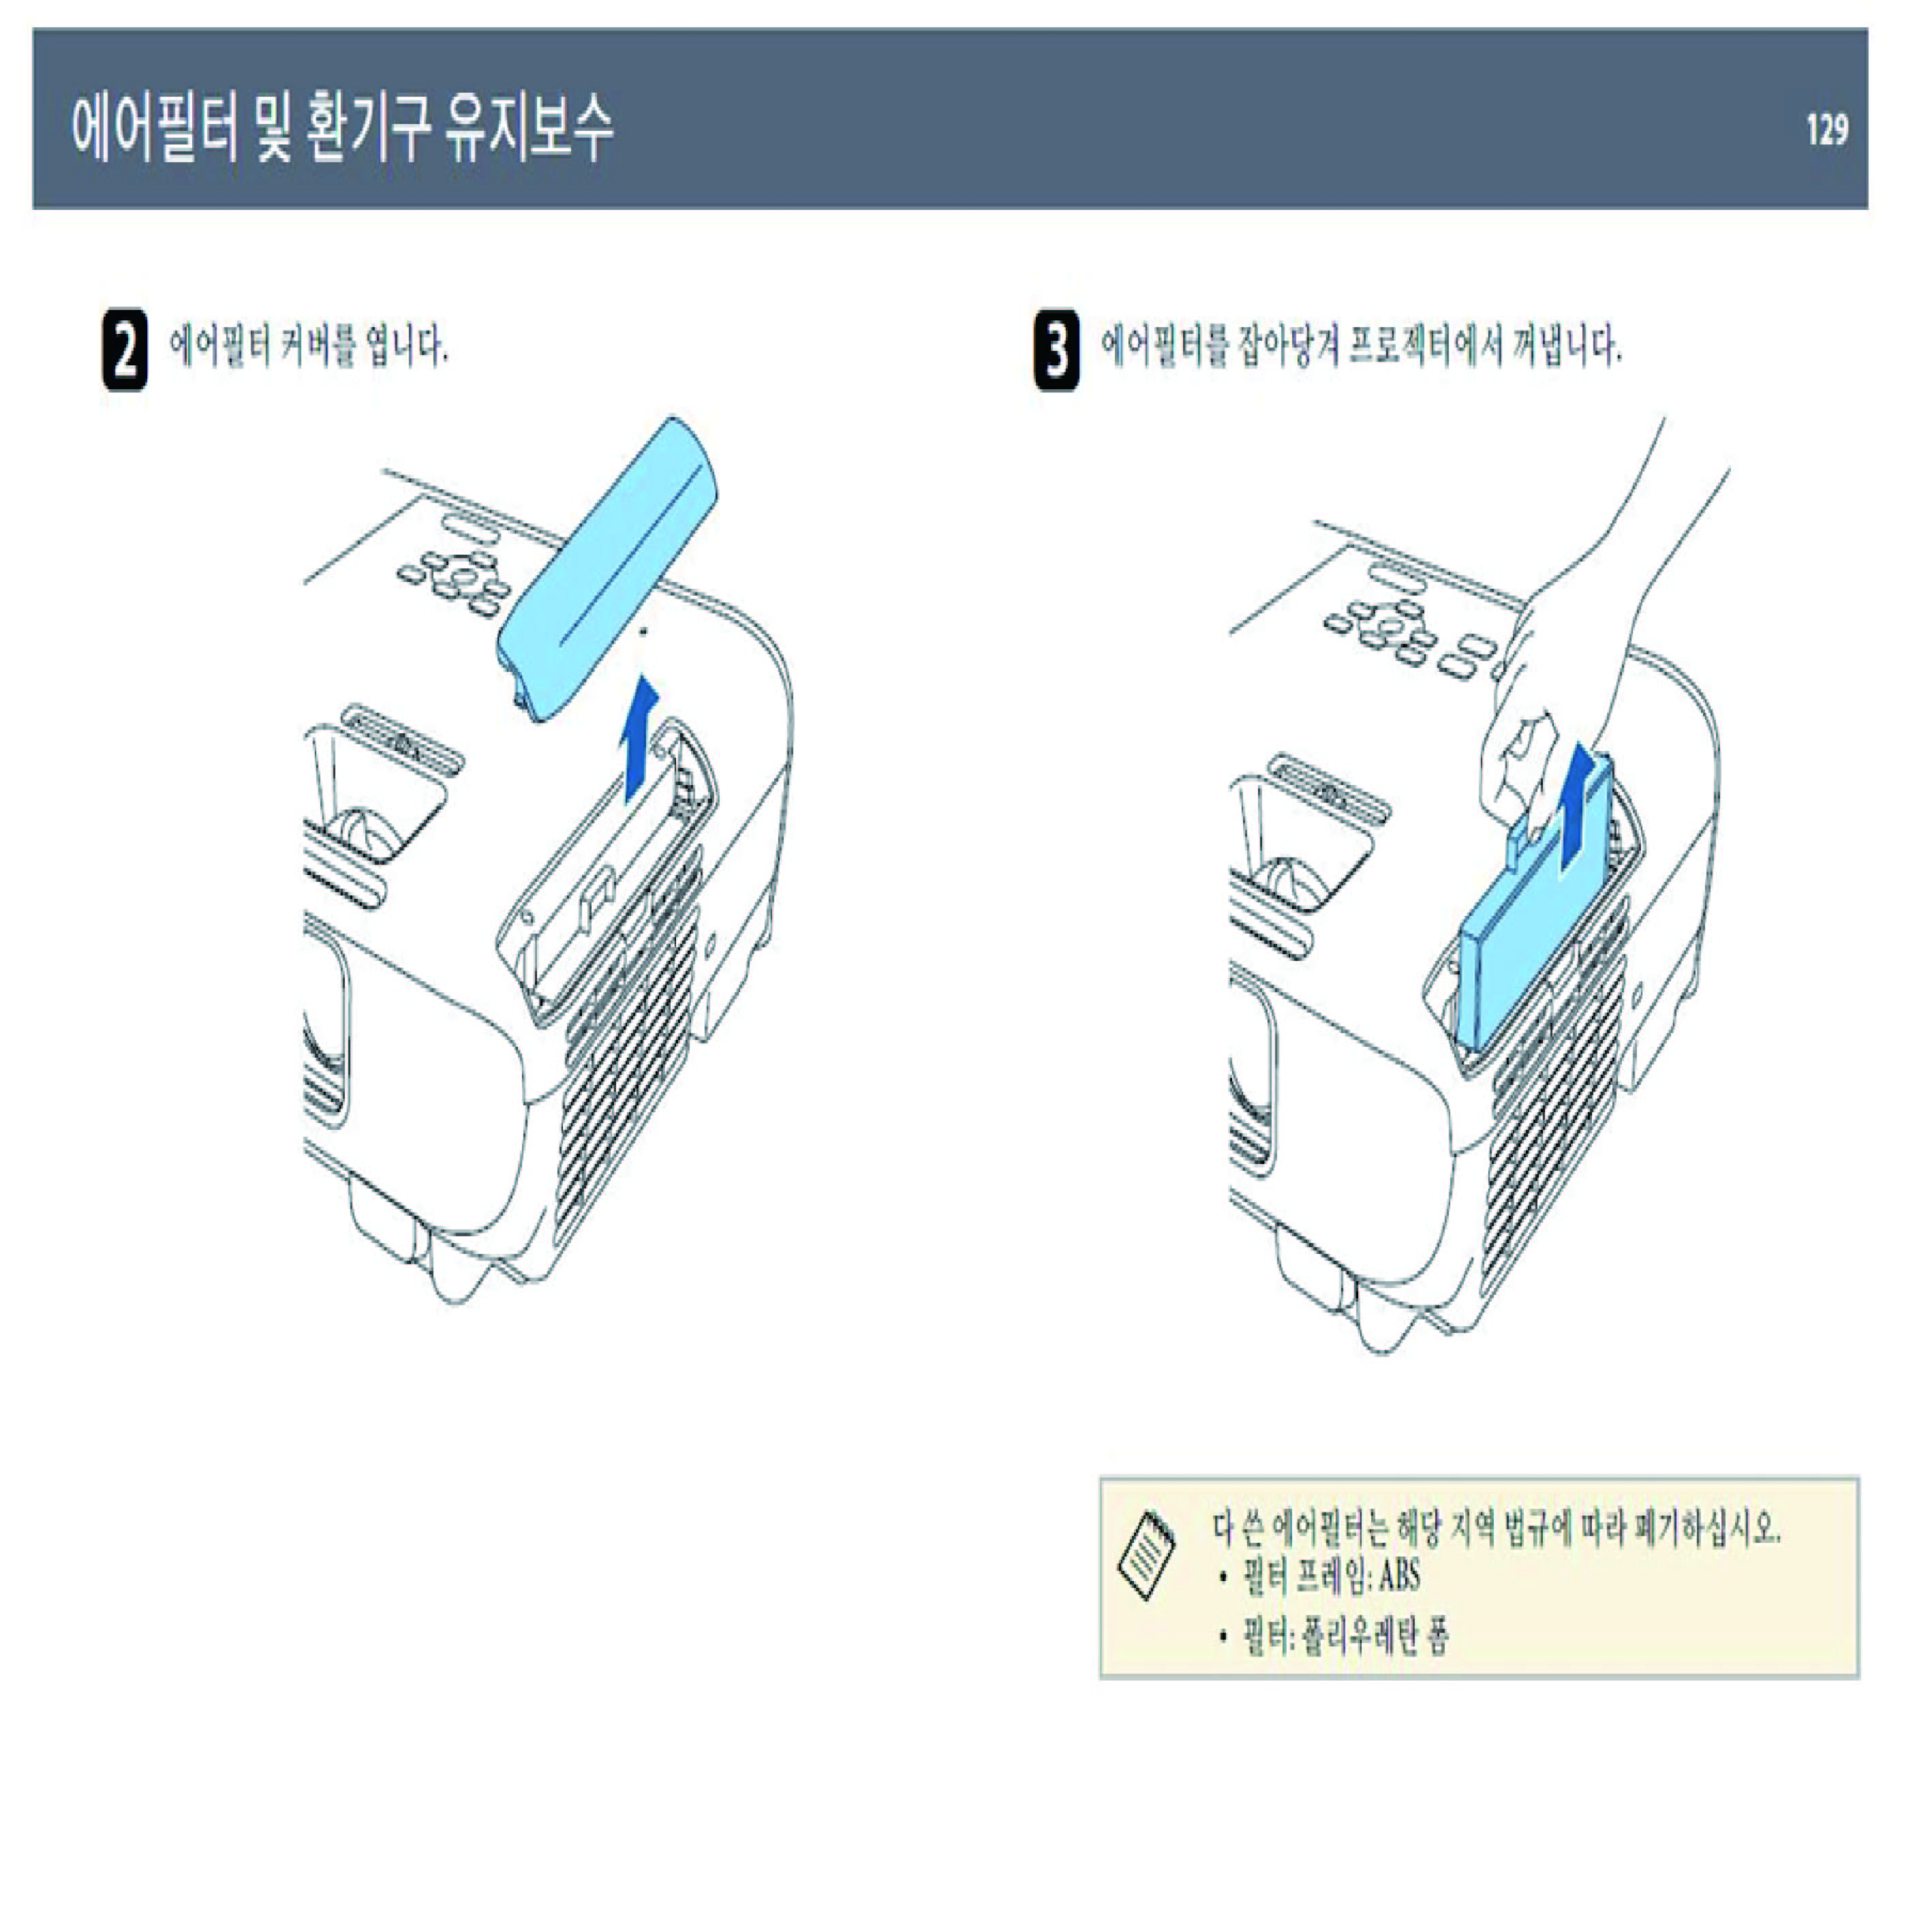 에어필터 및 환기구 유지보수
129
2 에어필터 커버를 엽니다.
3 에어필터를 잡아당겨 프로젝터에서 꺼냅니다.
다 쓴 에어필터는 해당 지역 법규에 따라 폐기하십시오.
• 필터 프레임: ABS
• 필터: 폴리우레탄 폼